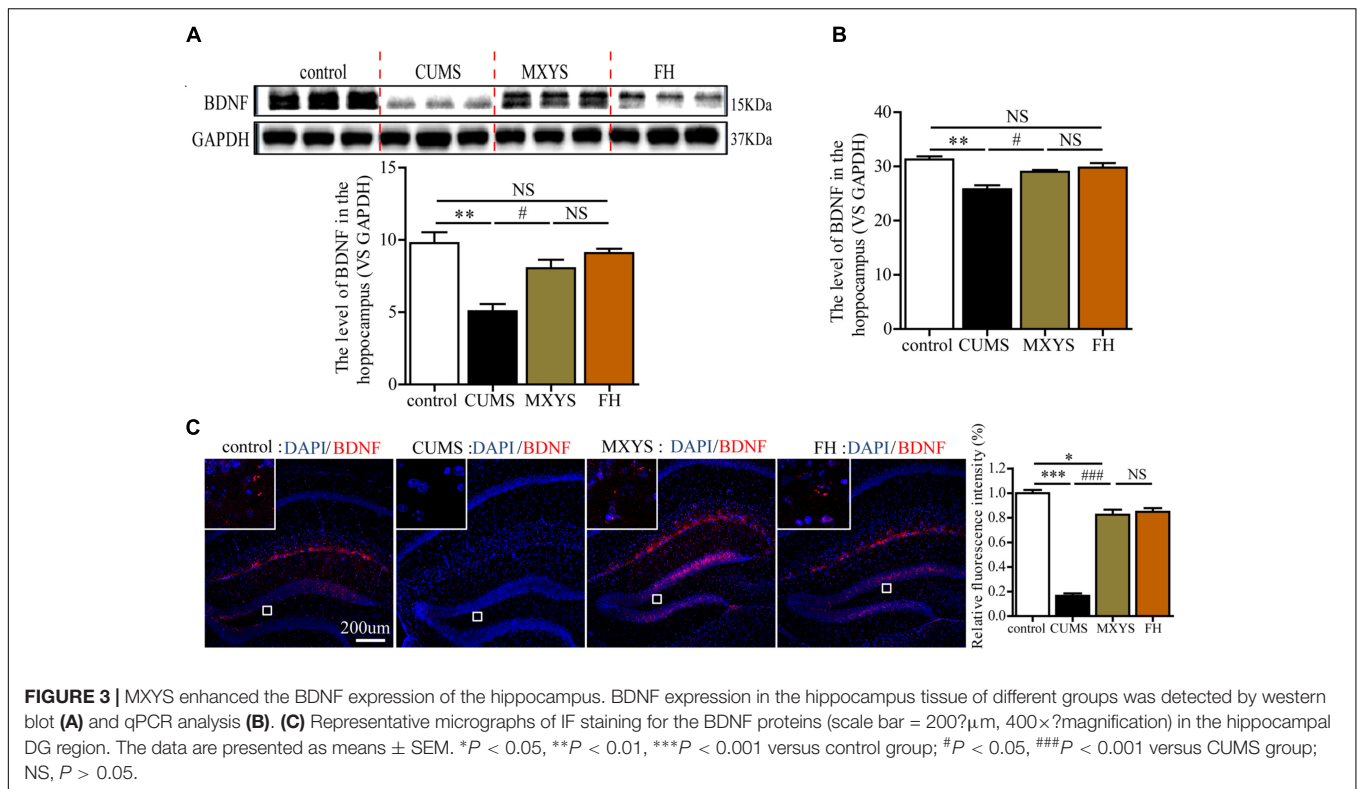 A
control CUMS MXYS FH
BDNF 15KDa
GAPDH 37KDa
The level of BDNF in the
hoppocampus (VS GAPDH)
15
10
5
0
NS
** # NS
control CUMS MXYS FH
B
The level of BDNF in the
hoppocampus (VS GAPDH)
40
30
20
10
0
NS
** # NS
control CUMS MXYS FH
C
control :DAPI/BDNF CUMS :DAPI/BDNF MXYS : DAPI/BDNF FH :DAPI/BDNF
200um
Relative fluorescence intensity (%)
1.2
1.0
0.8
0.6
0.4
0.2
0.0
*
*** ### NS
control CUMS MXYS FH
FIGURE 3 | MXYS enhanced the BDNF expression of the hippocampus. BDNF expression in the hippocampus tissue of different groups was detected by western
blot (A) and qPCR analysis (B). (C) Representative micrographs of IF staining for the BDNF proteins (scale bar = 200?μm, 400×?magnification) in the hippocampal
DG region. The data are presented as means ± SEM. *P < 0.05, **P < 0.01, ***P < 0.001 versus control group; #P < 0.05, ###P < 0.001 versus CUMS group;
NS, P > 0.05.